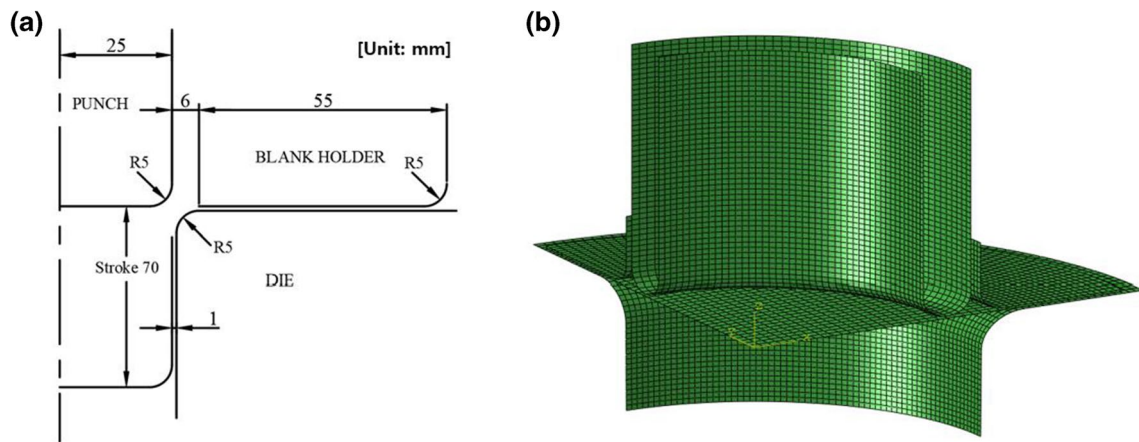 (a)
25
[Unit: mm]
PUNCH
6
55
R5
BLANK HOLDER
R5
R5
Stroke 70
DIE
1
(b)